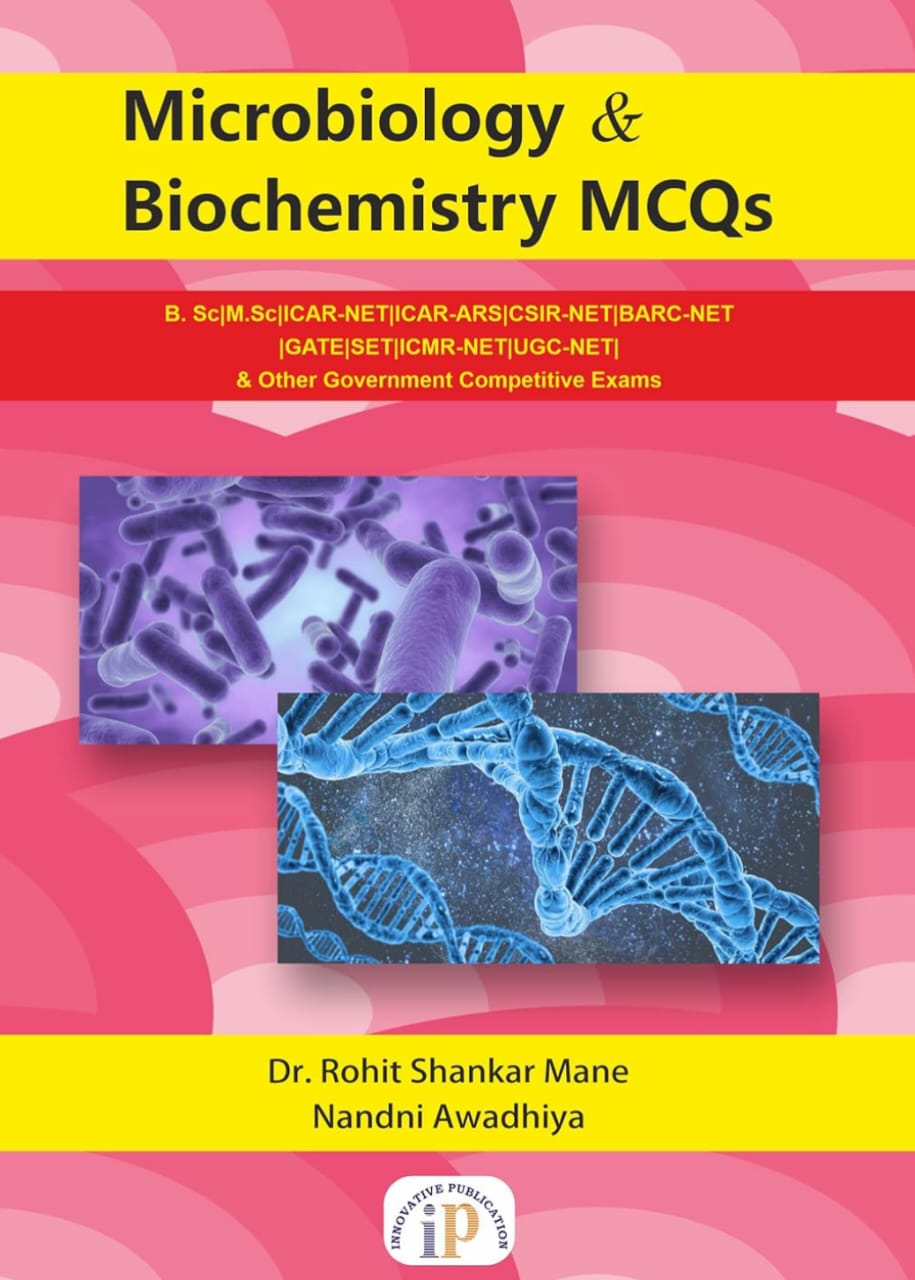 Microbiology &
Biochemistry MCQs
B. Sc|M.Sc|ICAR-NET|ICAR-ARS|CSIR-NET|BARC-NET
|GATE|SET|ICMR-NET|UGC-NET|
& Other Government Competitive Exams
Dr. Rohit Shankar Mane
Nandni Awadhiya
INNOVATIVE PUBLICATION
ip